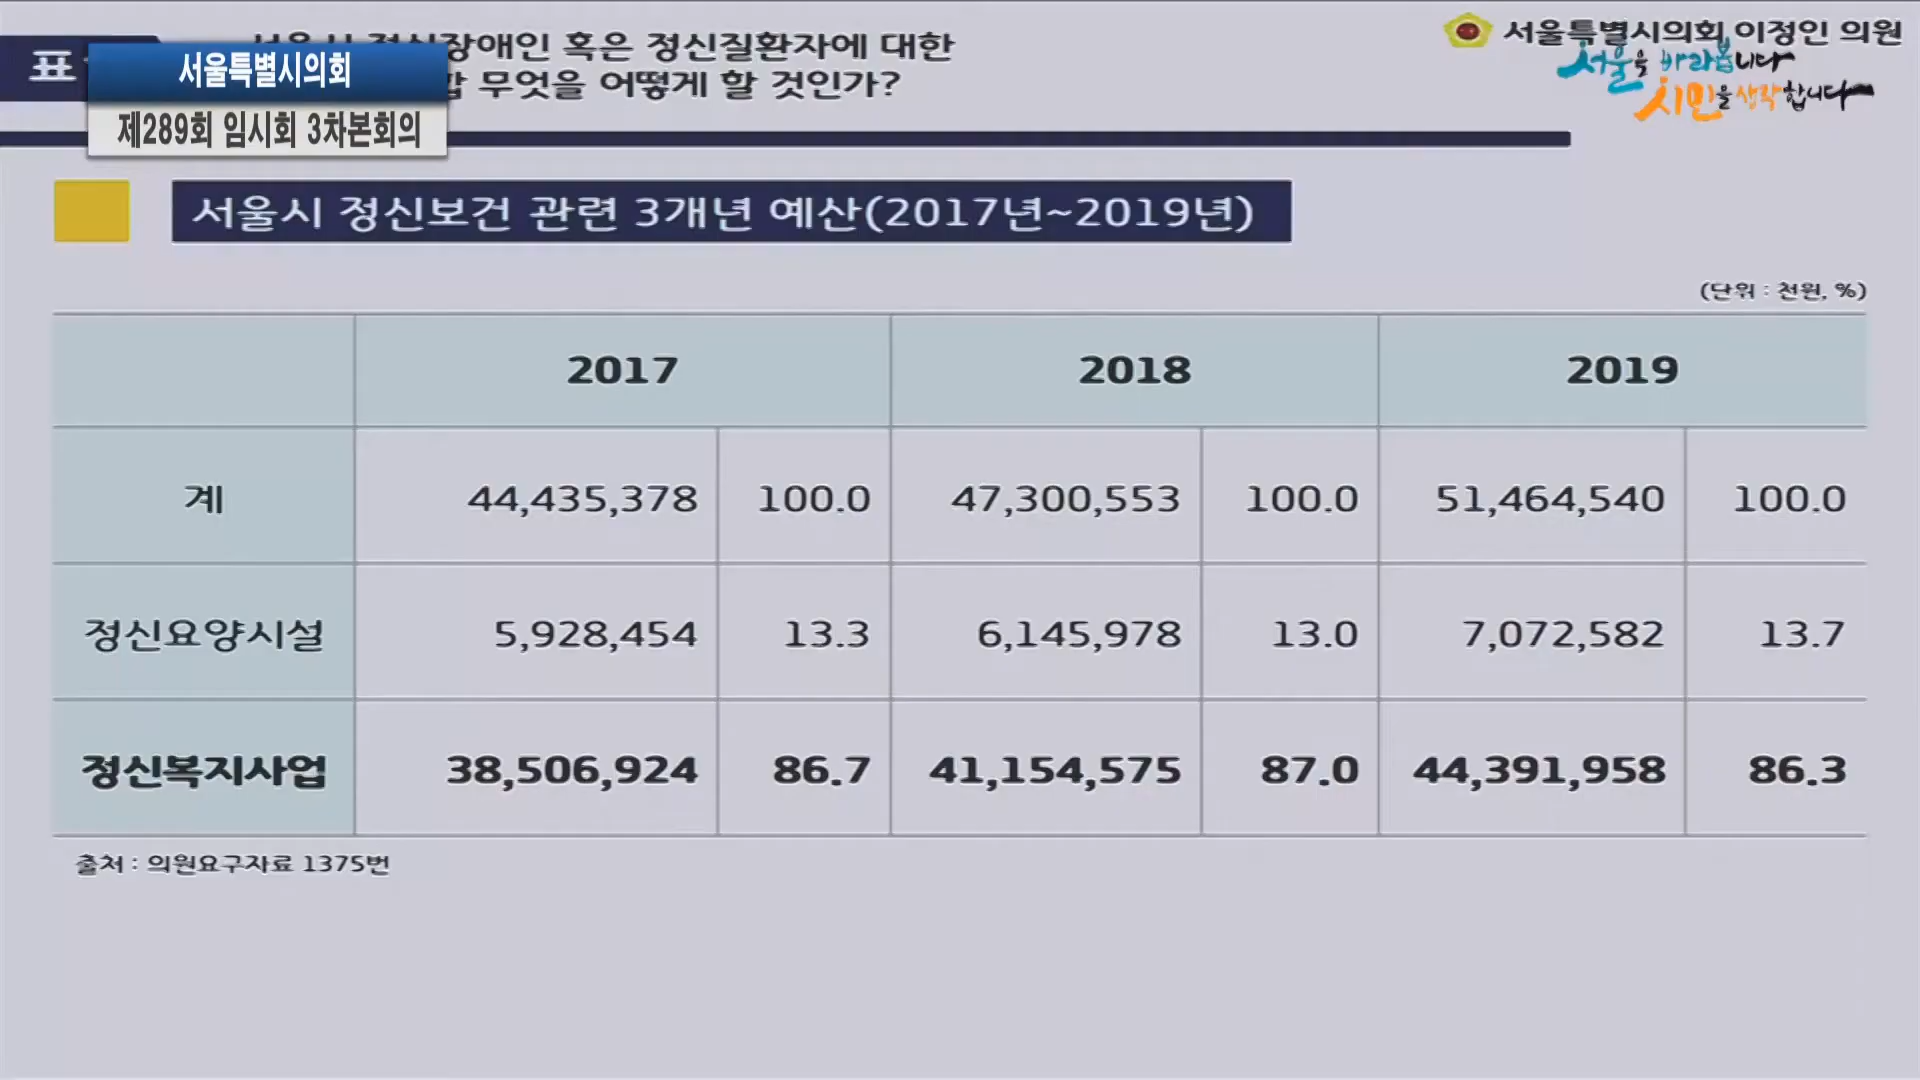 표
서울시 정신장애인 혹은 정신질환자에 대한
무엇을 어떻게 할 것인가?
서울특별시의회
제289회 임시회 3차본회의
서울특별시의회 이정인 의원
서울을 바라봅니다
시민을 생각합니다
서울시 정신보건 관련 3개년 예산(2017년~2019년)
(단위 : 천원, %)
2017 2018 2019
계 44,435,378 100.0 47,300,553 100.0 51,464,540 100.0
정신요양시설 5,928,454 13.3 6,145,978 13.0 7,072,582 13.7
정신복지사업 38,506,924 86.7 41,154,575 87.0 44,391,958 86.3
출처 : 의원요구자료 1375번